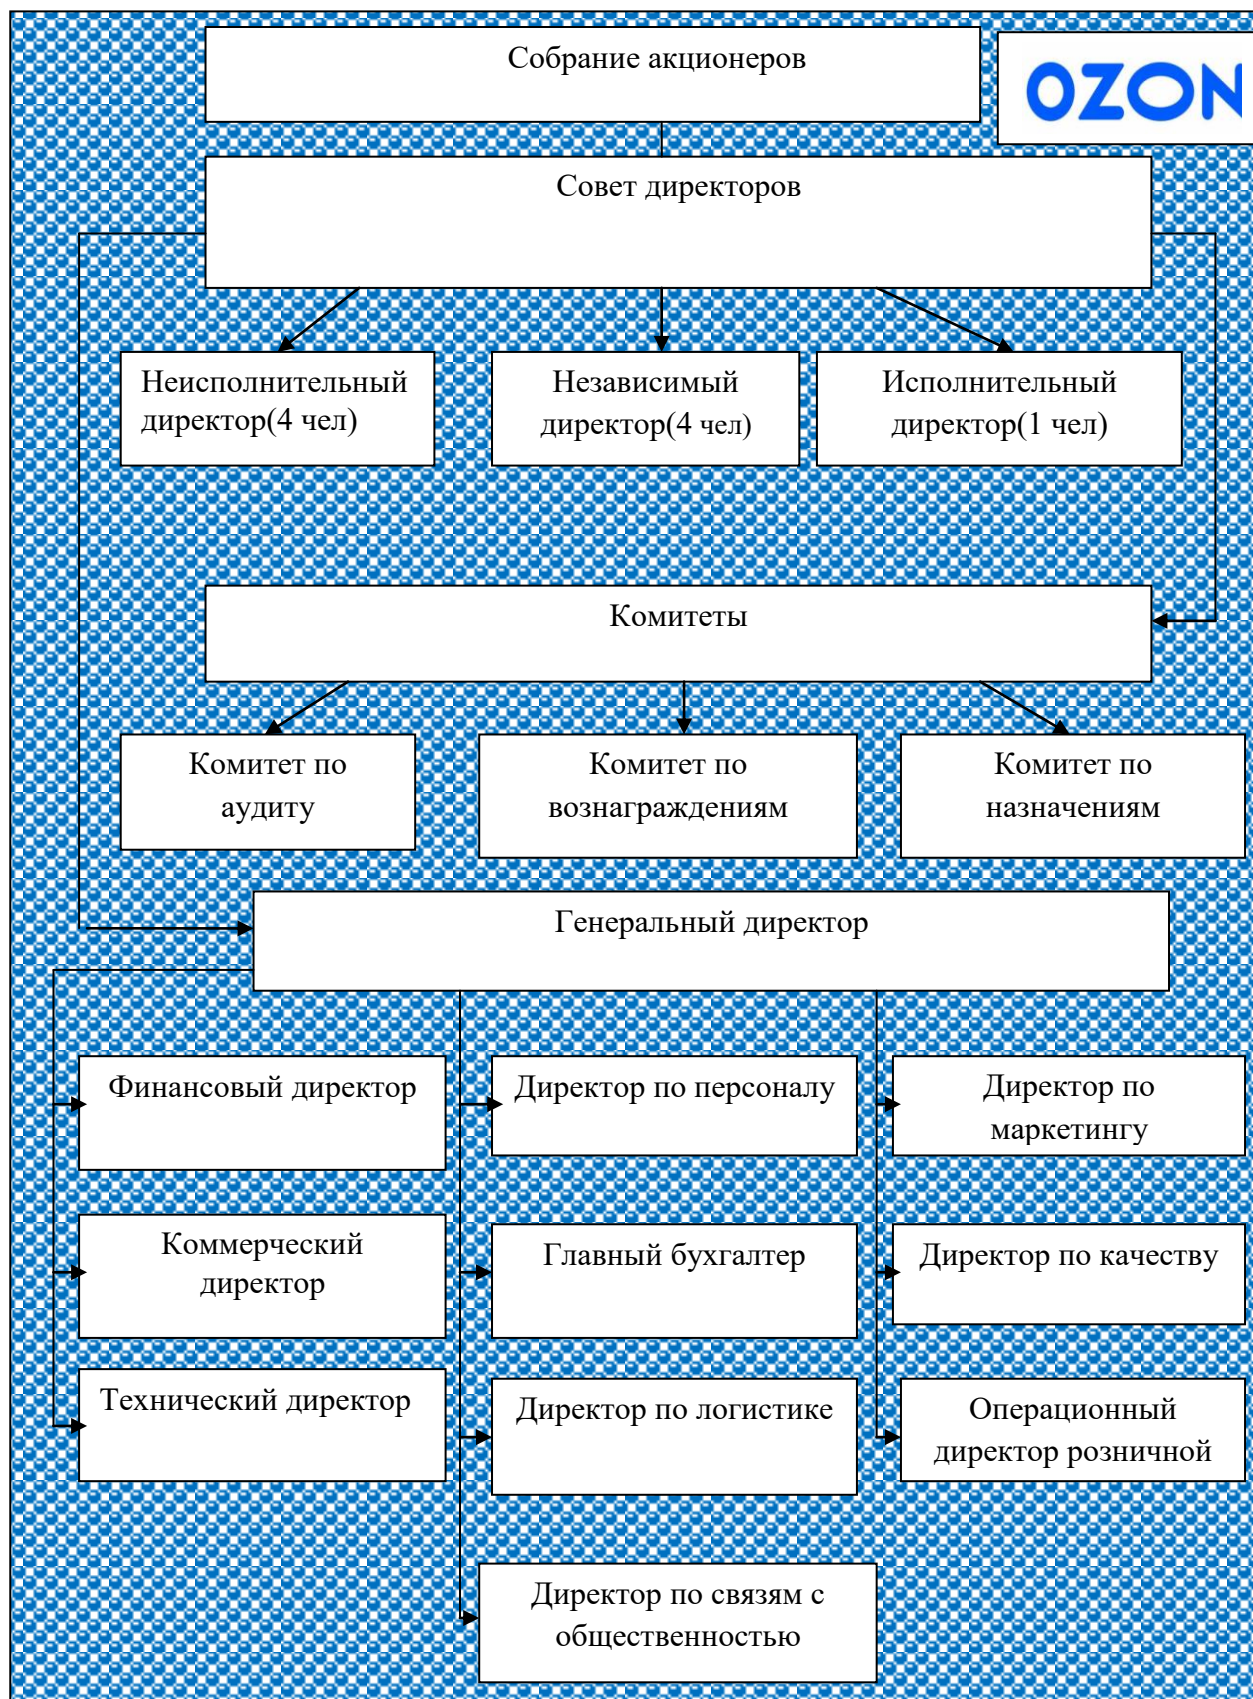 Собрание акционеров
OZON
Совет директоров
Неисполнительный
директор(4 чел)
Независимый
директор(4 чел)
Исполнительный
директор(1 чел)
Комитеты
Комитет по
аудиту
Комитет по
вознаграждениям
Комитет по
назначениям
Генеральный директор
Финансовый директор
Директор по персоналу
Директор по
маркетингу
Коммерческий
директор
Главный бухгалтер
Директор по качеству
Технический директор
Директор по логистике
Операционный
директор розничной
Директор по связям с
общественностью